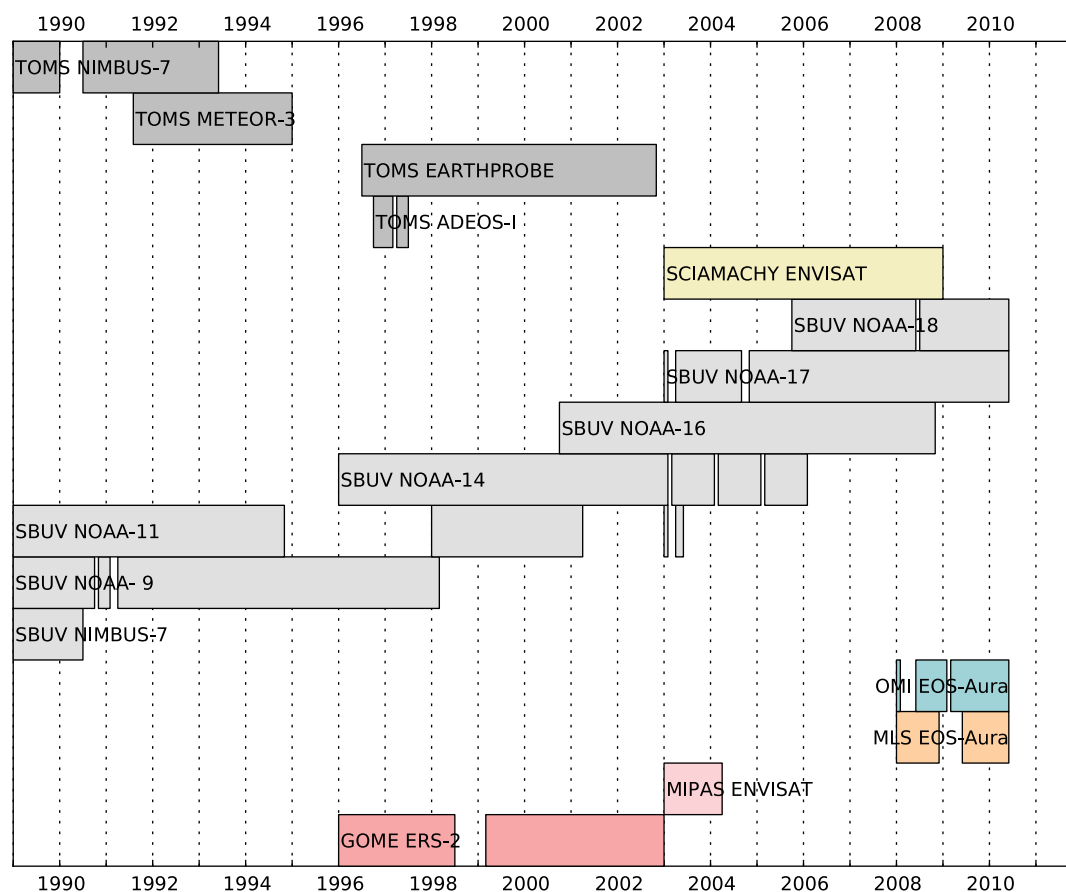 1990 1992 1994 1996 1998 2000 2002 2004 2006 2008 2010
TOMS NIMBUS-7
TOMS METEOR-3
TOMS EARTHPROBE
TOMS ADEOS-I
SCIAMACHY ENVISAT
SBUV NOAA-18
SBUV NOAA-17
SBUV NOAA-16
SBUV NOAA-14
SBUV NOAA-11
SBUV NOAA- 9
SBUV NIMBUS-7
OMI EOS-Aura
MLS EOS-Aura
MIPAS ENVISAT
GOME ERS-2
1990 1992 1994 1996 1998 2000 2002 2004 2006 2008 2010